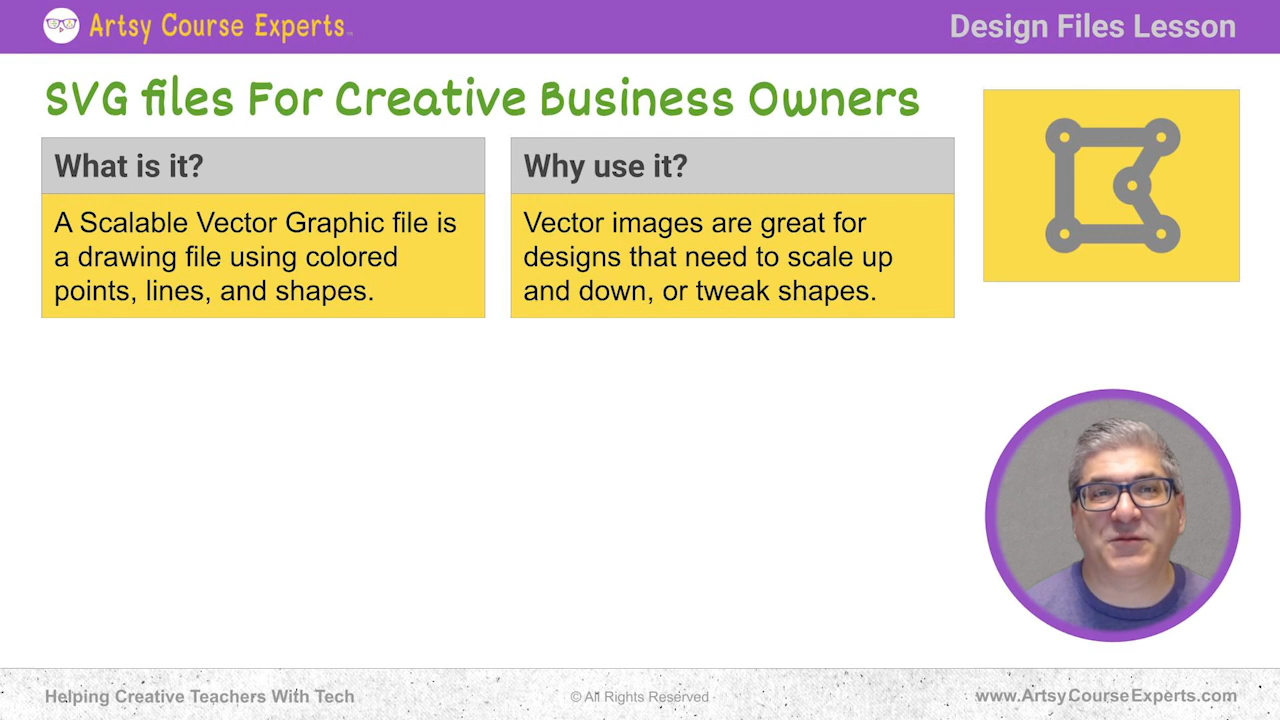 Artsy Course Experts
Design Files Lesson
SVG files For Creative Business Owners
What is it?
A Scalable Vector Graphic file is
a drawing file using colored
points, lines, and shapes.
Why use it?
Vector images are great for
designs that need to scale up
and down, or tweak shapes.
Helping Creative Teachers With Tech
© All Rights Reserved
www.ArtsyCourseExperts.com